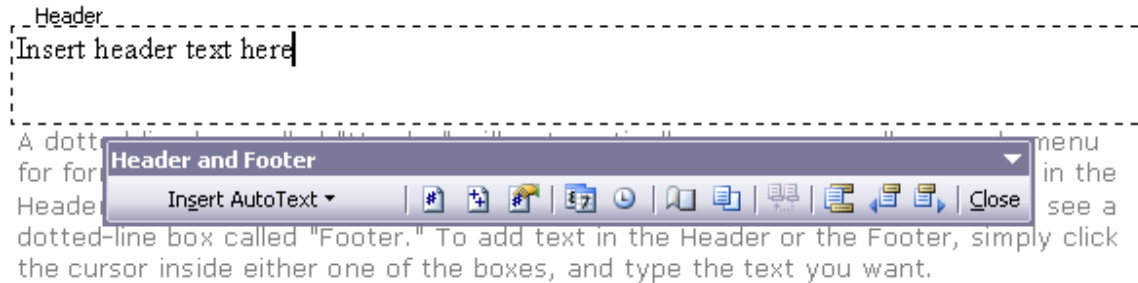 Header
Insert header text here
A dott menu
for for in the
Header and Footer
Insert AutoText Close
Header see a
dotted-line box called "Footer." To add text in the Header or the Footer, simply click
the cursor inside either one of the boxes, and type the text you want.